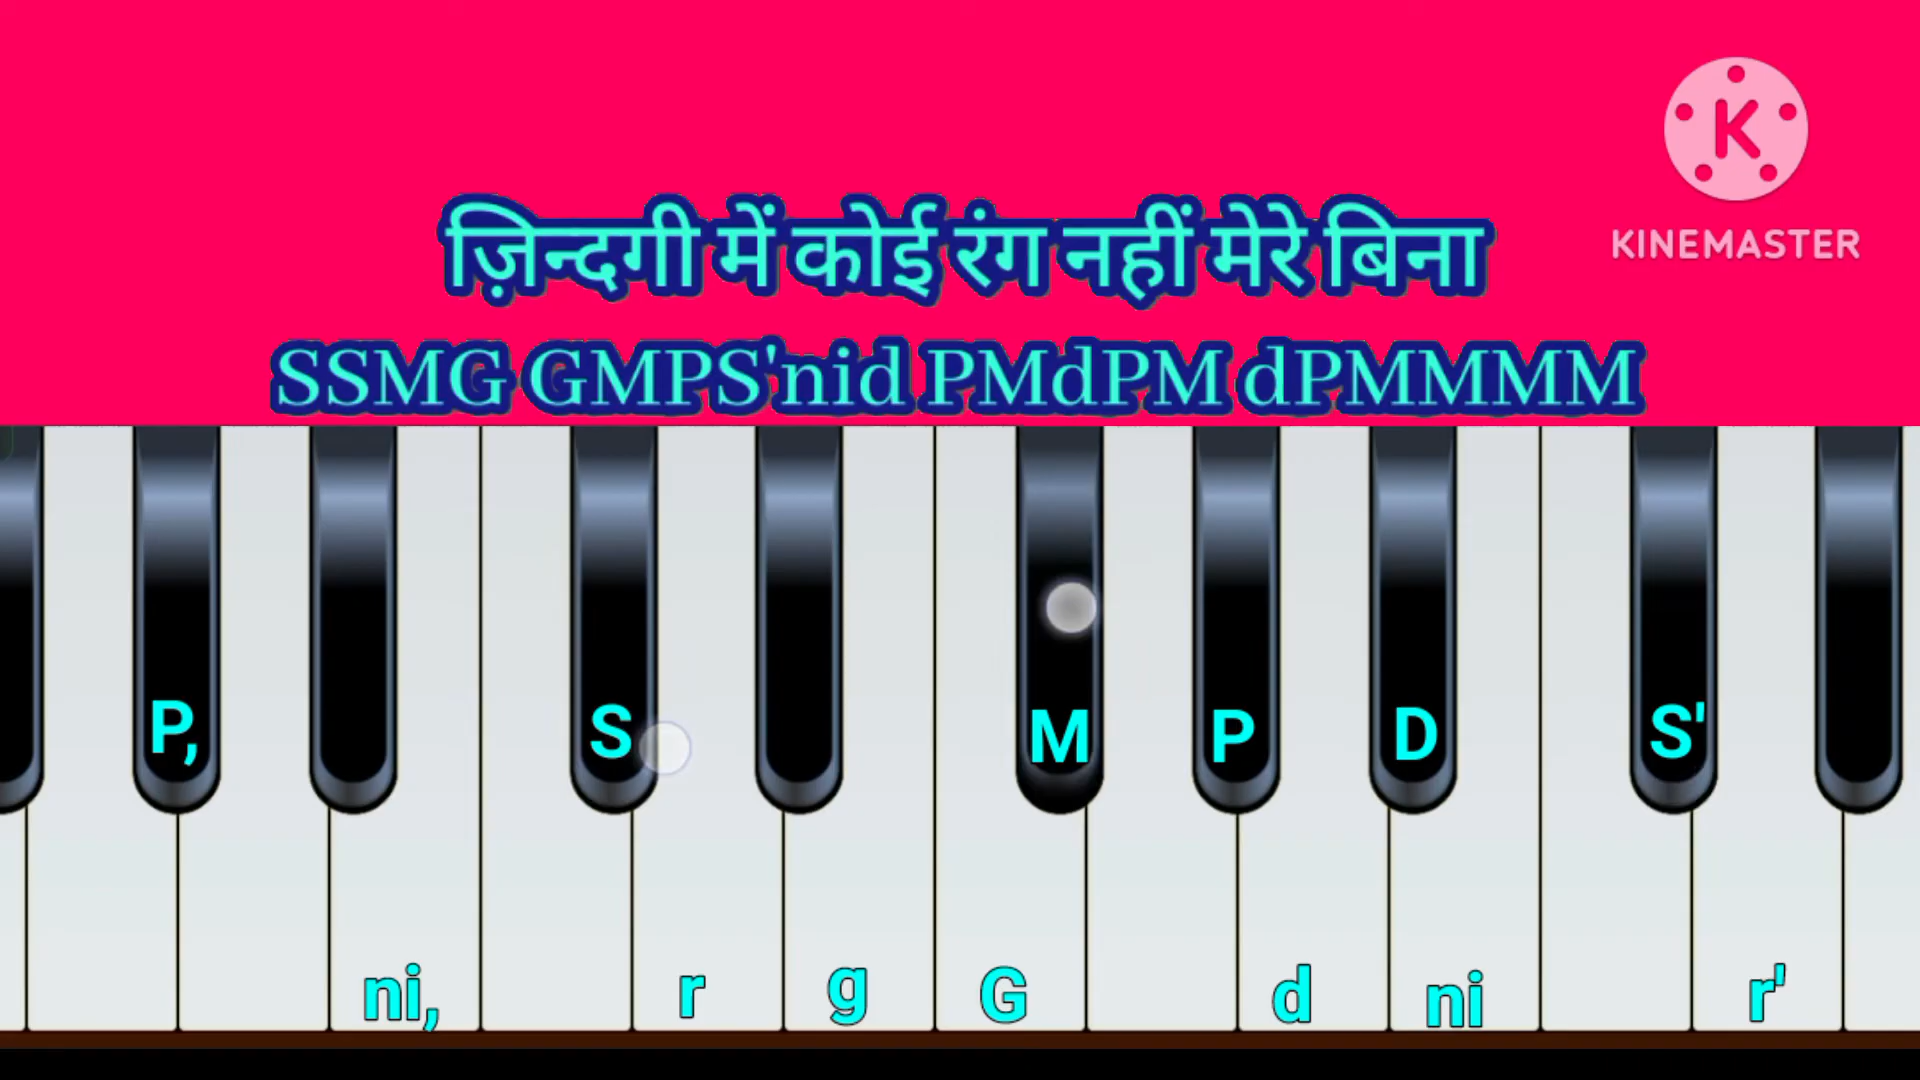 K
KINEMASTER
ज़िन्दगी में कोई रंग नहीं मेरे बिना
SSMG GMPS'nid PMdPM dPMMMM
P, S M P D S'
ni, r g G d ni r'